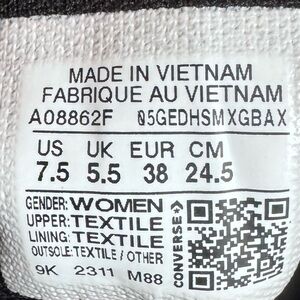 MADE IN VIETNAM
FABRIQUE AU VIETNAM
A08862F 05GEDHSMXGBAX
US UK EUR CM
7.5 5.5 38 24.5
GENDER: WOMEN
UPPER: TEXTILE
LINING: TEXTILE
OUTSOLE: TEXTILE / OTHER
9K 2311 M88
CONVERSE